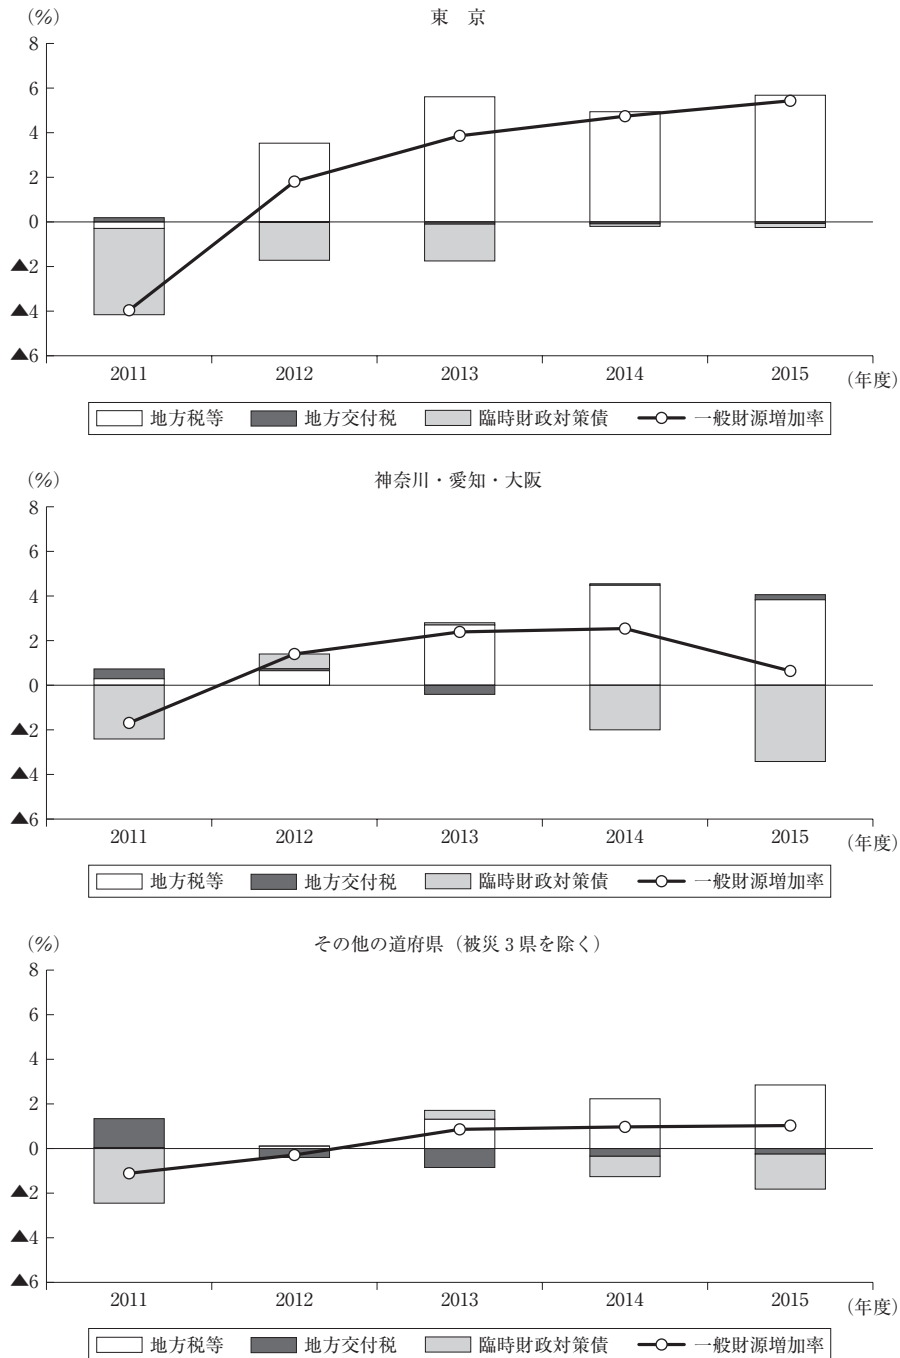 (%)
東 京
8
6
4
2
0
▲2
▲4
▲6
2011 2012 2013 2014 2015
(年度)
地方税等 地方交付税 臨時財政対策債 一般財源増加率
(%)
神奈川・愛知・大阪
8
6
4
2
0
▲2
▲4
▲6
2011 2012 2013 2014 2015
(年度)
地方税等 地方交付税 臨時財政対策債 一般財源増加率
(%)
その他の道府県(被災3県を除く)
8
6
4
2
0
▲2
▲4
▲6
2011 2012 2013 2014 2015
(年度)
地方税等 地方交付税 臨時財政対策債 一般財源増加率